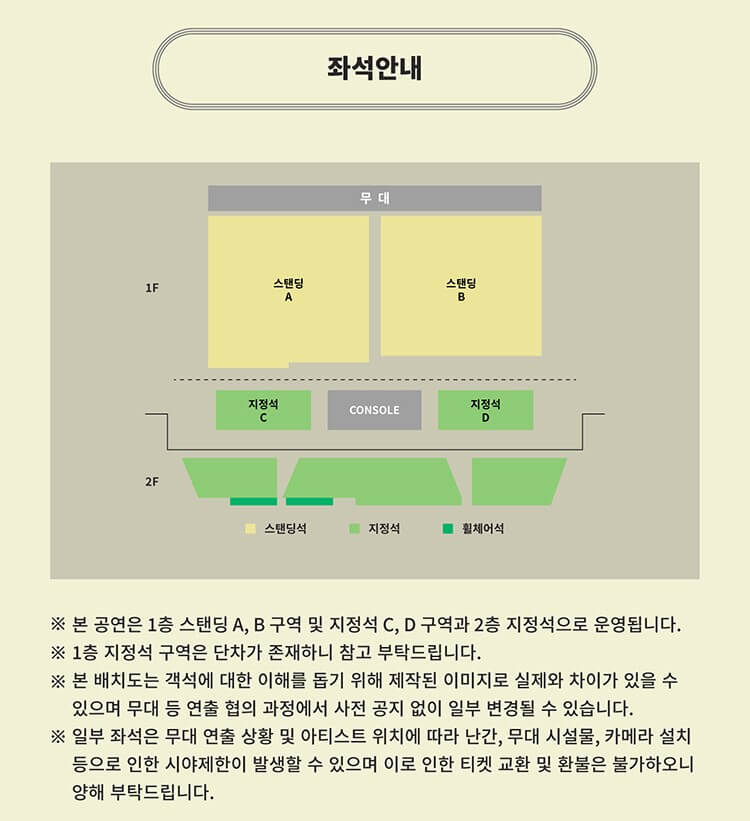 좌석안내
무 대
1F
스탠딩
A
스탠딩
B
지정석
C
CONSOLE
지정석
D
2F
스탠딩석
지정석
휠체어석
※ 본 공연은 1층 스탠딩 A, B 구역 및 지정석 C, D 구역과 2층 지정석으로 운영됩니다.
※ 1층 지정석 구역은 단차가 존재하니 참고 부탁드립니다.
※ 본 배치도는 객석에 대한 이해를 돕기 위해 제작된 이미지로 실제와 차이가 있을 수
있으며 무대 등 연출 협의 과정에서 사전 공지 없이 일부 변경될 수 있습니다.
※ 일부 좌석은 무대 연출 상황 및 아티스트 위치에 따라 난간, 무대 시설물, 카메라 설치
등으로 인한 시야제한이 발생할 수 있으며 이로 인한 티켓 교환 및 환불은 불가하오니
양해 부탁드립니다.